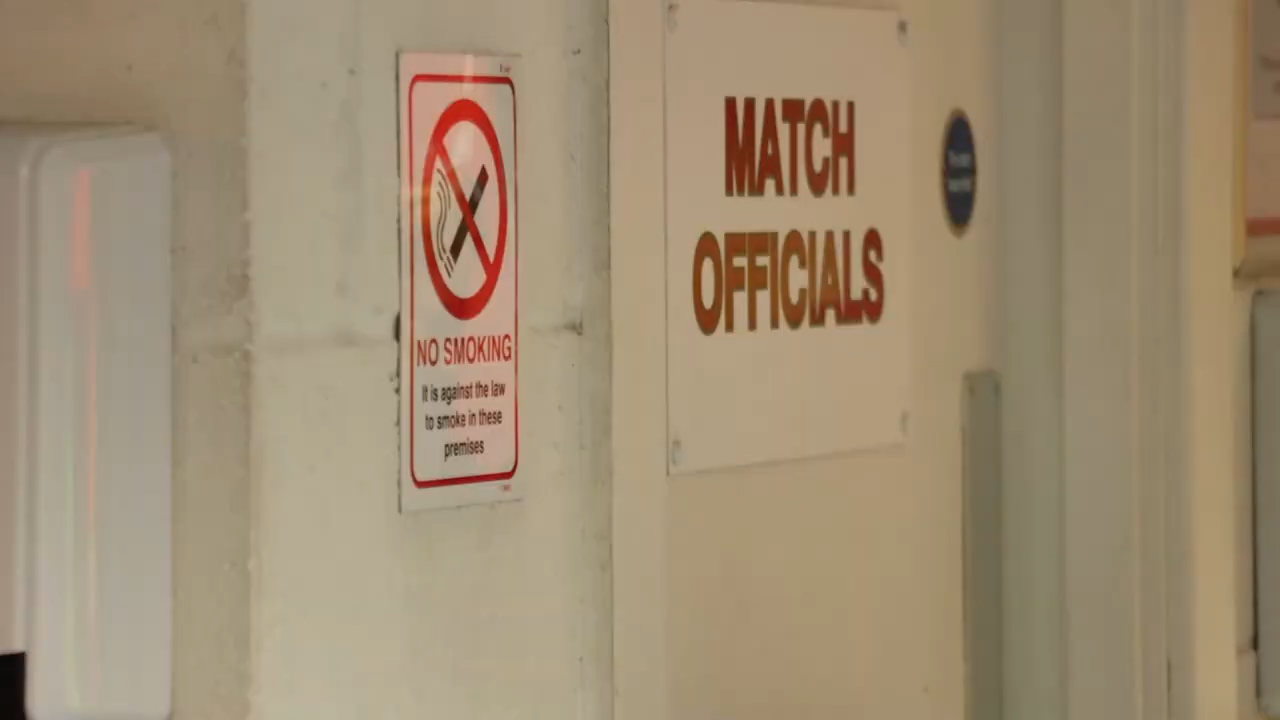 NO SMOKING
It is against the law
to smoke in these
premises
MATCH
OFFICIALS